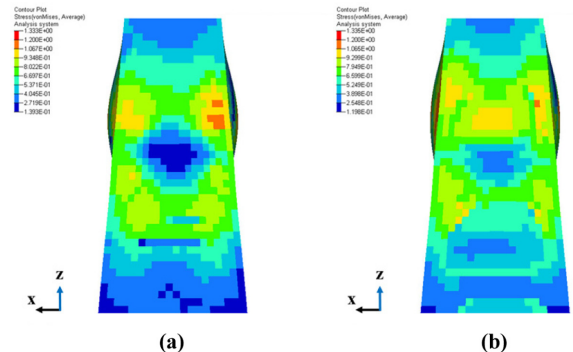 Contour Plot
Stress(vonMises, Average)
Analysis system
1.333E+00
1.200E+00
1.067E+00
9.348E-01
8.022E-01
6.697E-01
5.371E-01
4.045E-01
2.719E-01
1.393E-01
z
x
(a)
Contour Plot
Stress(vonMises, Average)
Analysis system
1.335E+00
1.200E+00
1.065E+00
9.299E-01
7.949E-01
6.599E-01
5.249E-01
3.898E-01
2.548E-01
1.198E-01
z
x
(b)